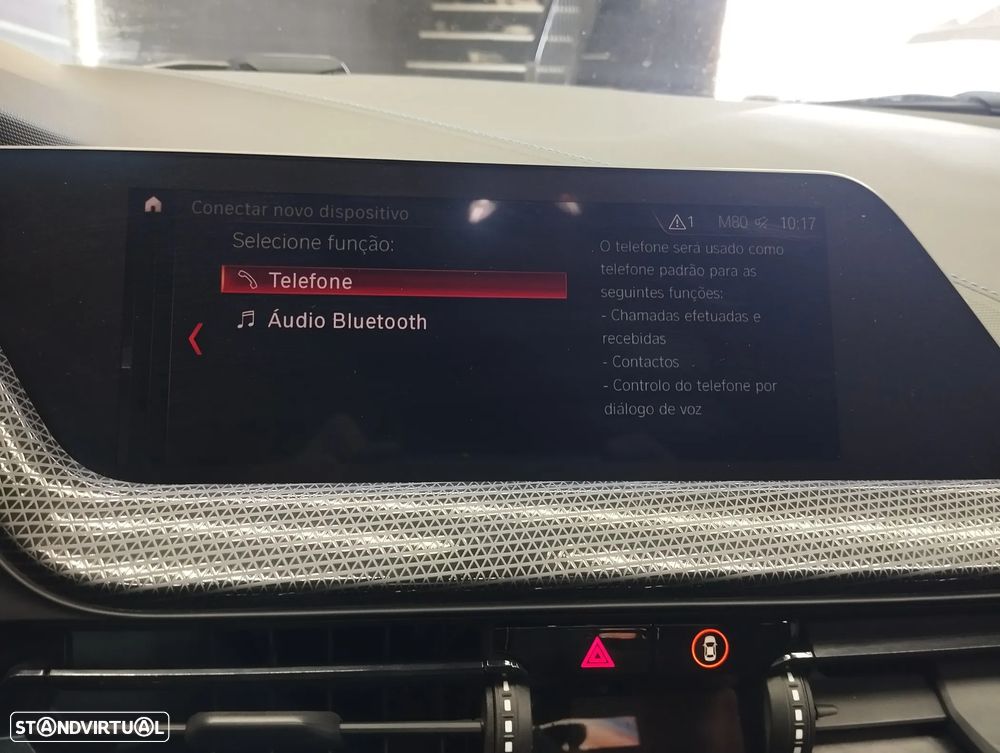 Conectar novo dispositivo
1 M80 10:17
Selecione função:
Telefone
Áudio Bluetooth
O telefone será usado como
telefone padrão para as
seguintes funções:
- Chamadas efetuadas e
recebidas
- Contactos
- Controlo do telefone por
diálogo de voz
STANDVIRTUAL